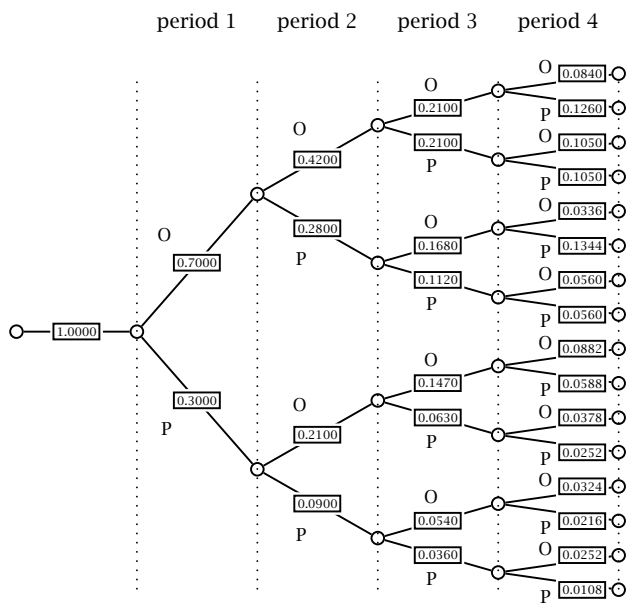 period 1 period 2 period 3 period 4
O 0.0840
O
0.2100
P 0.1260
O
0.4200
O 0.1050
0.2100
P
P 0.1050
O 0.0336
O
0.1680
0.2800
P
P 0.1344
O
0.7000
O 0.0560
0.1120
P
P 0.0560
1.0000
O 0.0882
O
0.1470
P 0.0588
0.3000
P
O
0.2100
O 0.0378
0.0630
P
P 0.0252
O 0.0324
O
0.0540
0.0900
P
P 0.0216
O 0.0252
0.0360
P
P 0.0108